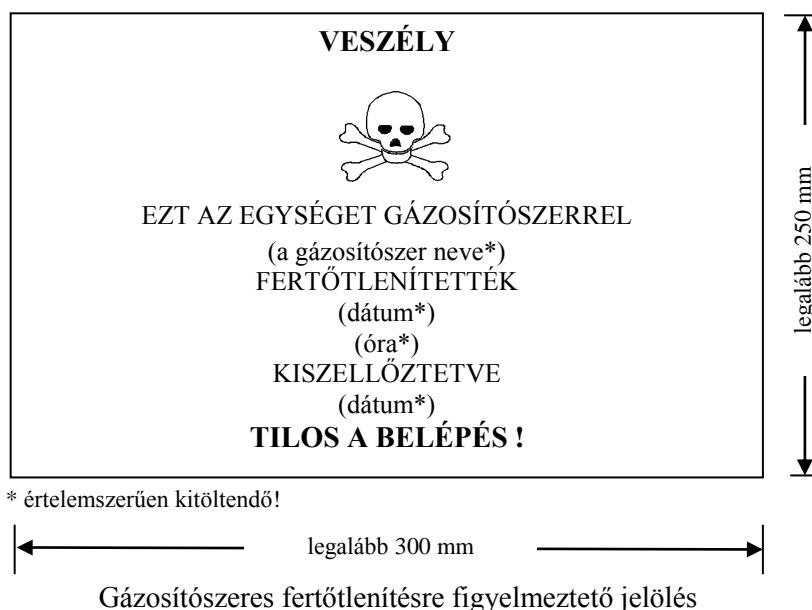 VESZÉLY
EZT AZ EGYSÉGET GÁZOSÍTÓSZERREL
(a gázosítószer neve*)
FERTŐTLENÍTETTÉK
(dátum*)
(óra*)
KISZELLŐZTETVE
(dátum*)
TILOS A BELÉPÉS !
legalább 250 mm
* értelemszerűen kitöltendő!
legalább 300 mm
Gázosítószeres fertőtlenítésre figyelmeztető jelölés